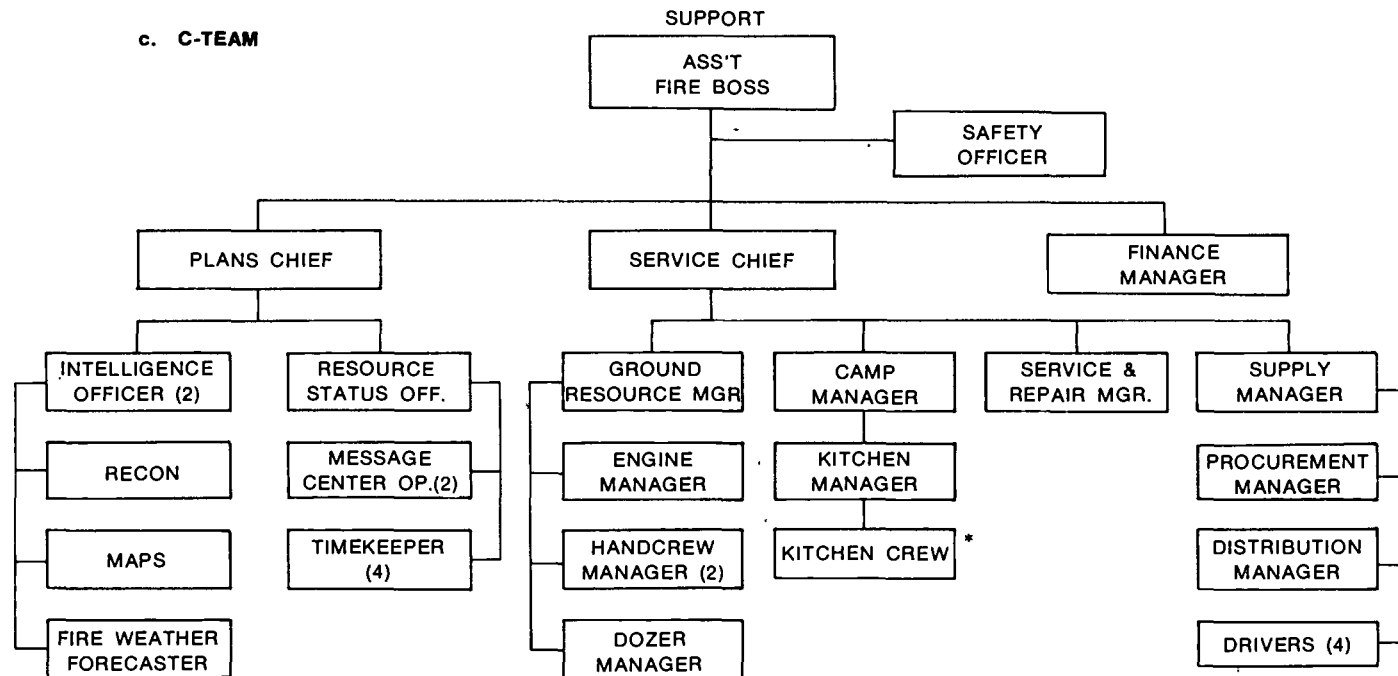 c. C-TEAM
SUPPORT
ASS'T
FIRE BOSS
SAFETY
OFFICER
PLANS CHIEF
SERVICE CHIEF
FINANCE
MANAGER
INTELLIGENCE
OFFICER (2)
RESOURCE
STATUS OFF.
GROUND
RESOURCE MGR
CAMP
MANAGER
SERVICE &
REPAIR MGR.
SUPPLY
MANAGER
RECON
MESSAGE
CENTER OP.(2)
ENGINE
MANAGER
KITCHEN
MANAGER
PROCUREMENT
MANAGER
MAPS
TIMEKEEPER
(4)
HANDCREW
MANAGER (2)
KITCHEN CREW *
DISTRIBUTION
MANAGER
FIRE WEATHER
FORECASTER
DOZER
MANAGER
DRIVERS (4)